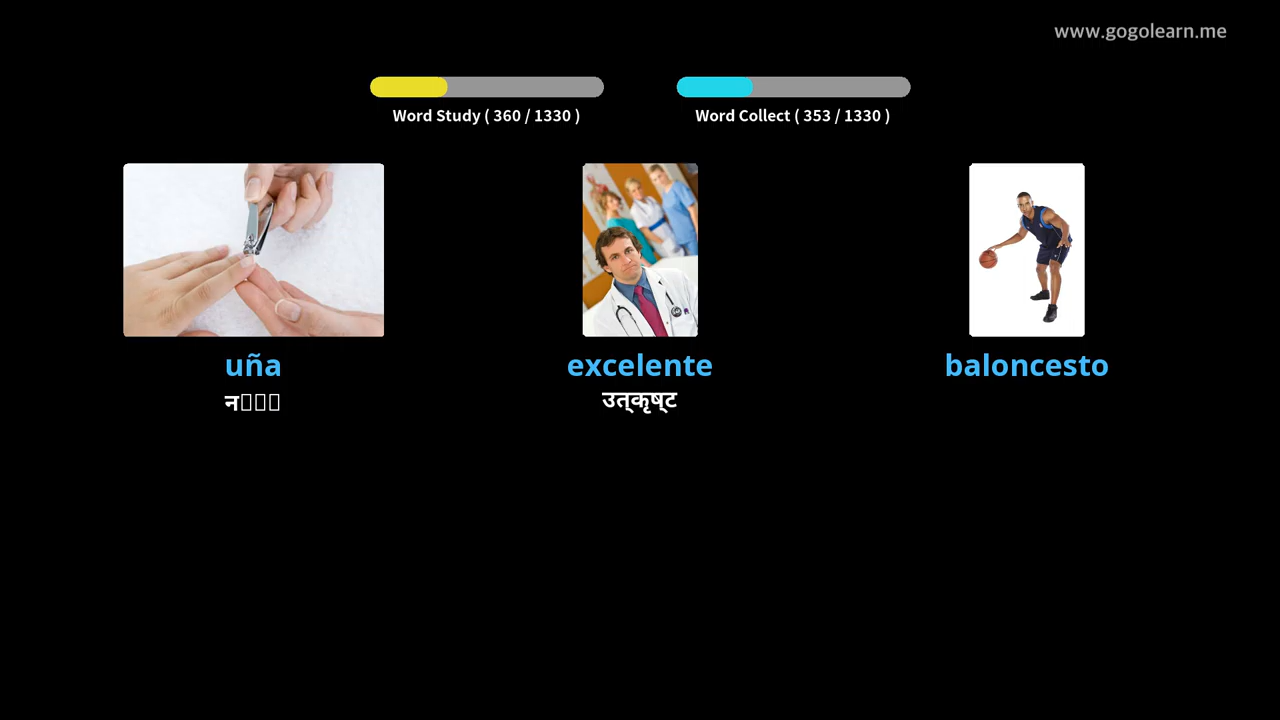 www.gogolearn.me
Word Study ( 360 / 1330 )
Word Collect ( 353 / 1330 )
uña
excelente
baloncesto
उत्कृष्ट